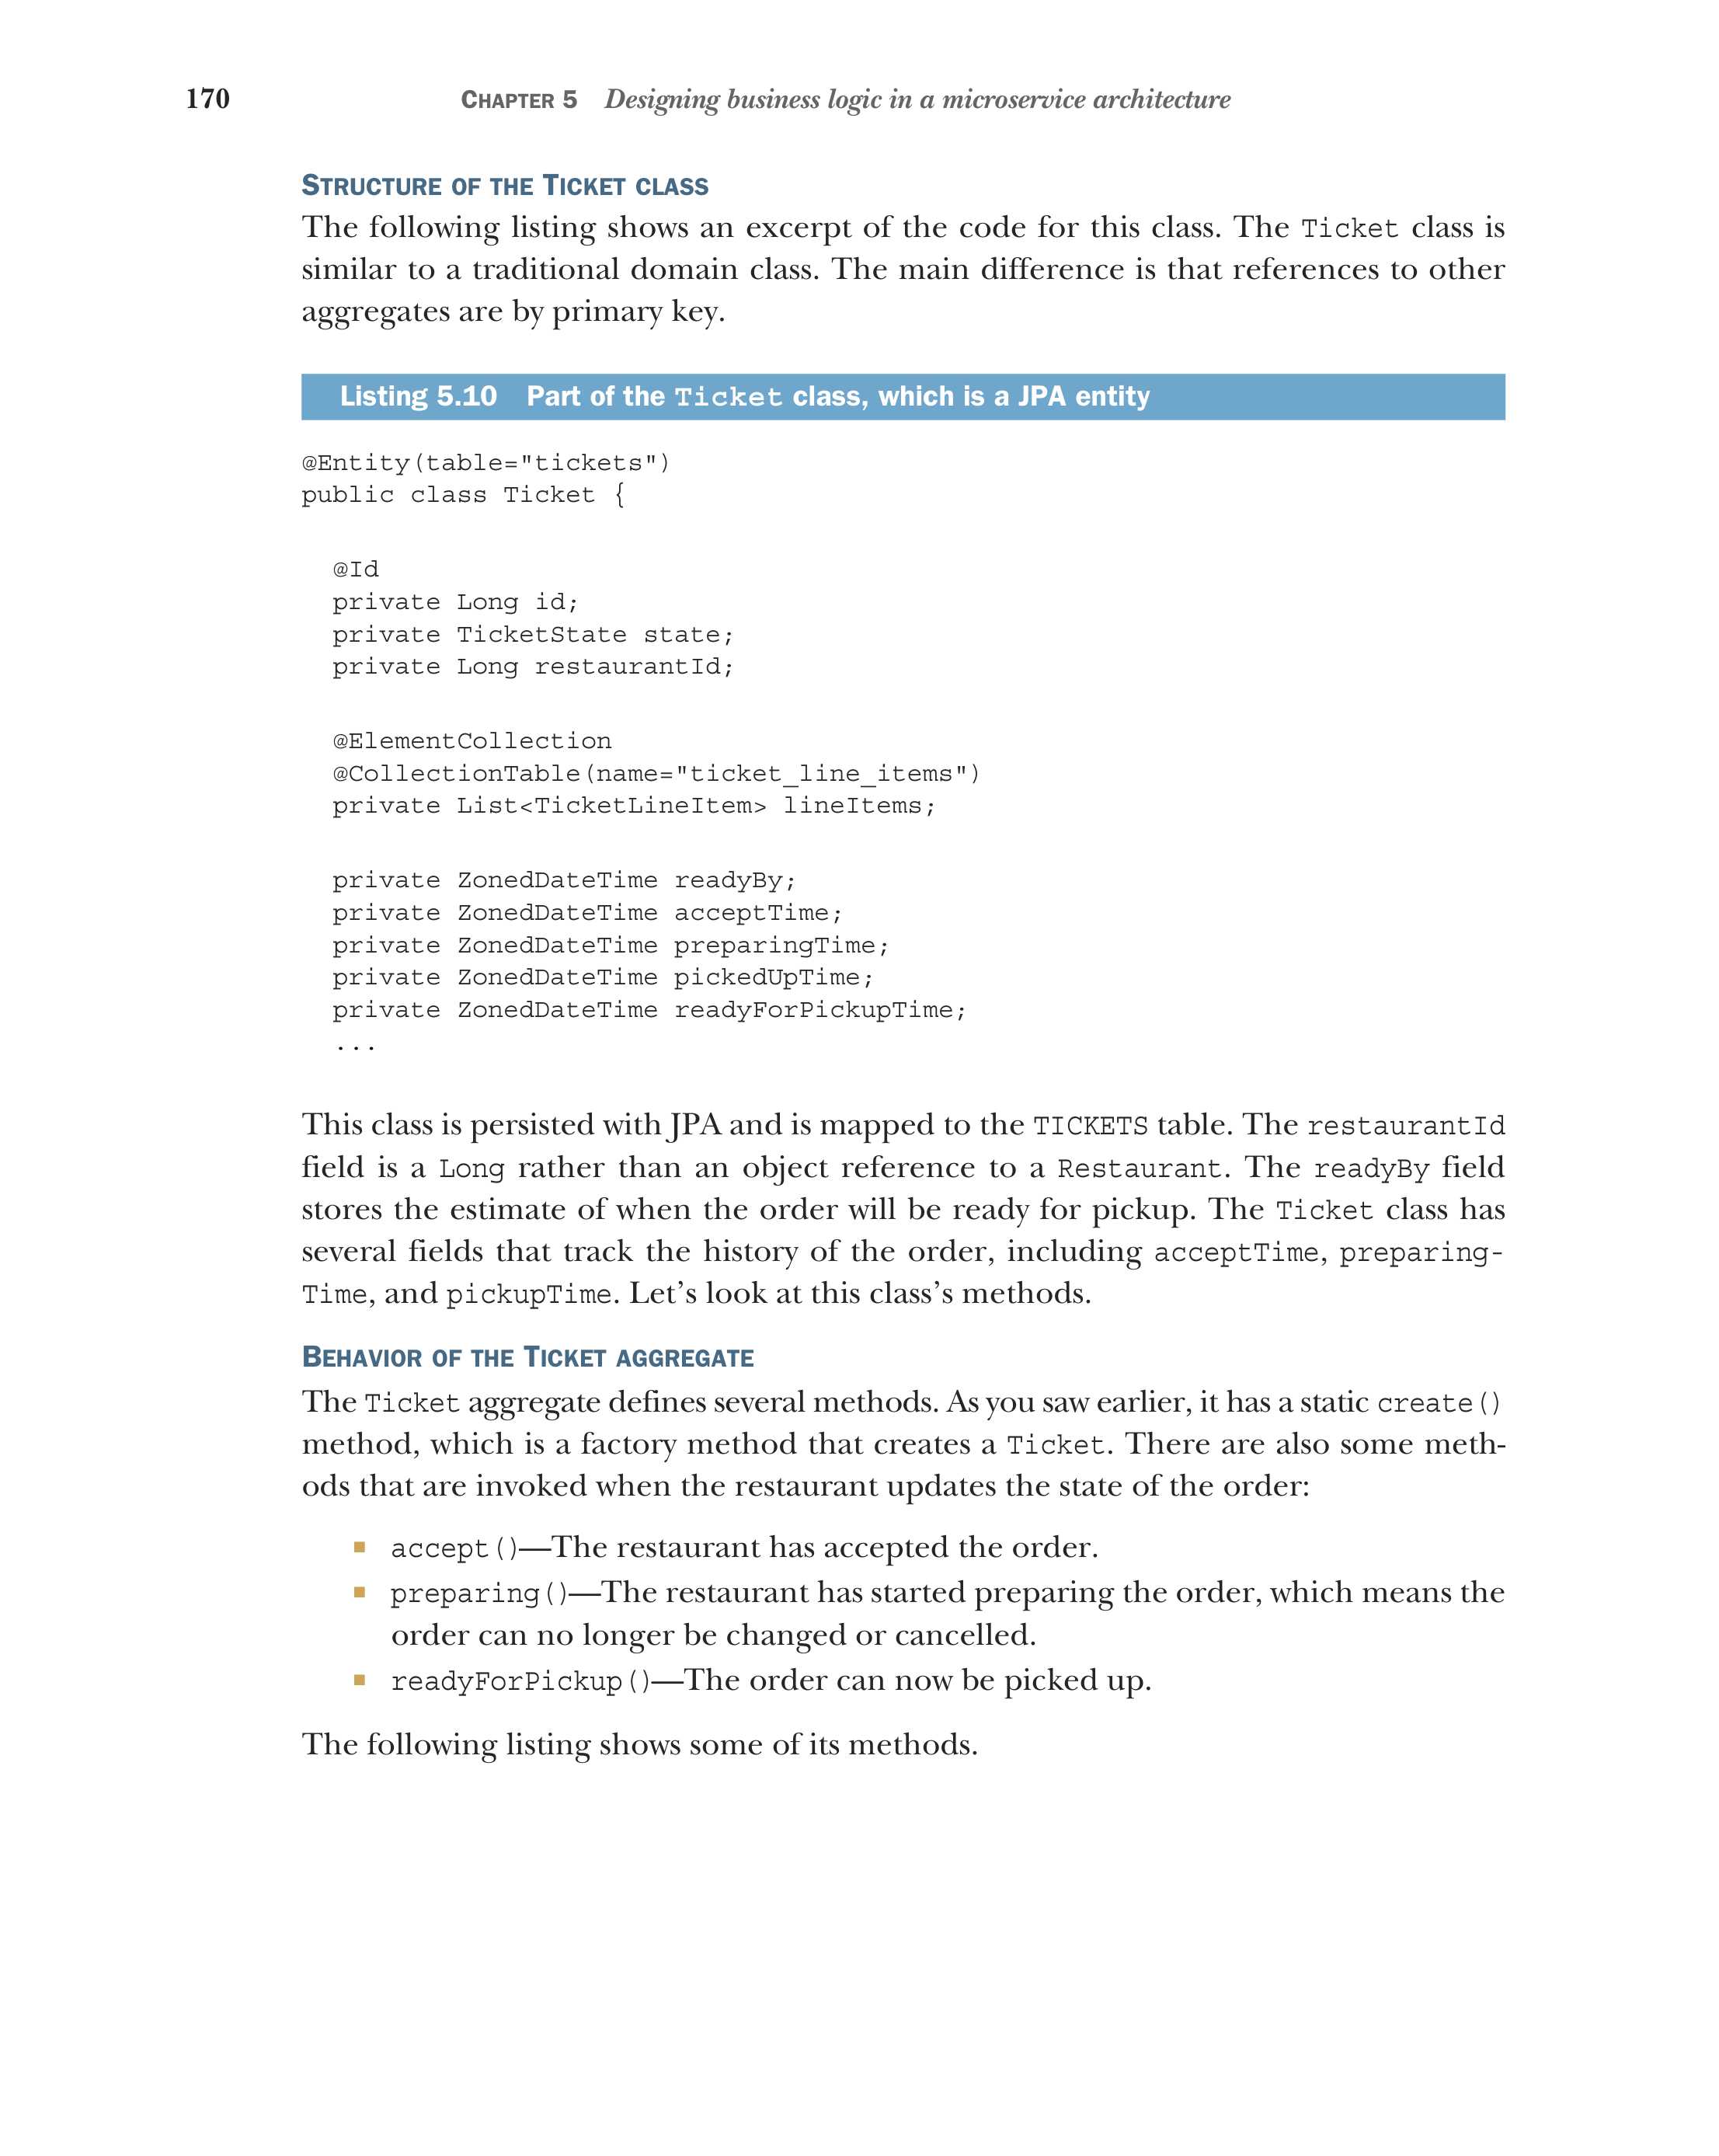 170 CHAPTER 5 Designing business logic in a microservice architecture
STRUCTURE OF THE TICKET CLASS
The following listing shows an excerpt of the code for this class. The Ticket class is
similar to a traditional domain class. The main difference is that references to other
aggregates are by primary key.
Listing 5.10 Part of the Ticket class, which is a JPA entity
@Entity(table="tickets")
public class Ticket {
@Id
private Long id;
private TicketState state;
private Long restaurantId;
@ElementCollection
@CollectionTable(name="ticket_line_items")
private List<TicketLineItem> lineItems;
private ZonedDateTime readyBy;
private ZonedDateTime acceptTime;
private ZonedDateTime preparingTime;
private ZonedDateTime pickedUpTime;
private ZonedDateTime readyForPickupTime;
...
This class is persisted with JPA and is mapped to the TICKETS table. The restaurantId
field is a Long rather than an object reference to a Restaurant. The readyBy field
stores the estimate of when the order will be ready for pickup. The Ticket class has
several fields that track the history of the order, including acceptTime, preparing-
Time, and pickupTime. Let’s look at this class’s methods.
BEHAVIOR OF THE TICKET AGGREGATE
The Ticket aggregate defines several methods. As you saw earlier, it has a static create()
method, which is a factory method that creates a Ticket. There are also some meth-
ods that are invoked when the restaurant updates the state of the order:
■ accept()—The restaurant has accepted the order.
■ preparing()—The restaurant has started preparing the order, which means the
order can no longer be changed or cancelled.
■ readyForPickup()—The order can now be picked up.
The following listing shows some of its methods.